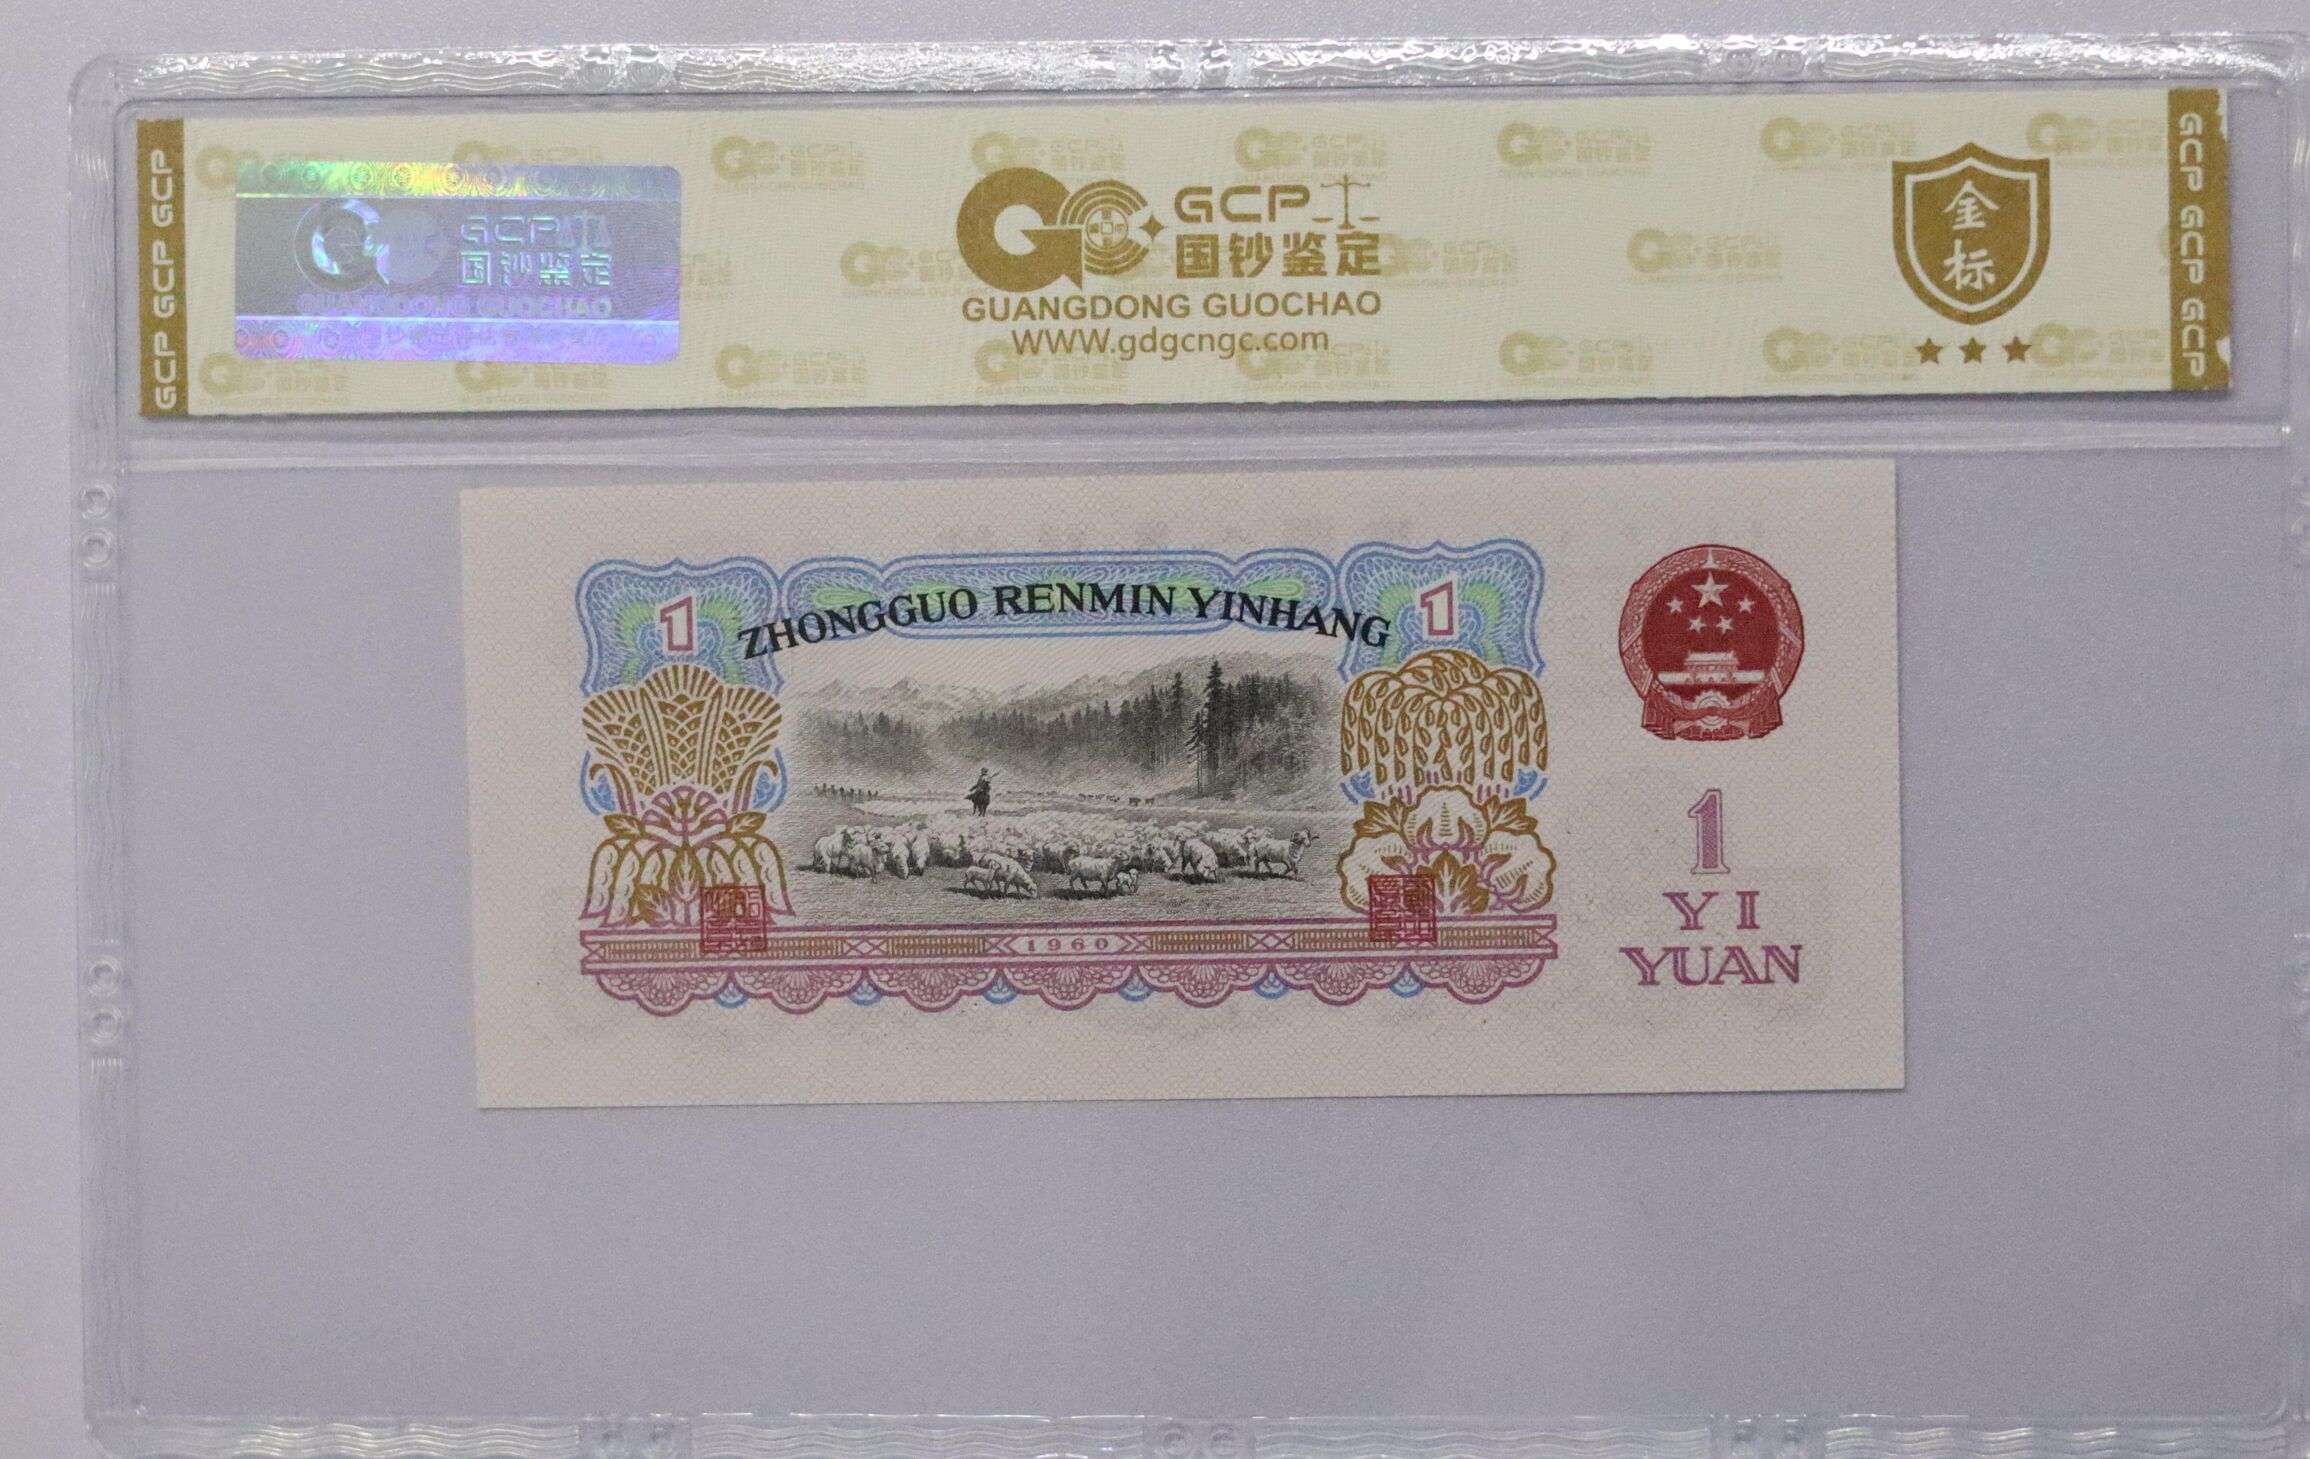 GCP GCP GCP
GCP
国钞鉴定
GUANGDONG GUOCHAO
GCP
国钞鉴定
GUANGDONG GUOCHAO
WWW.gdgcngc.com
金
标
GCP GCP GCP
ZHONGGUO RENMIN YINHANG
1
1
1
YI
YUAN
1960